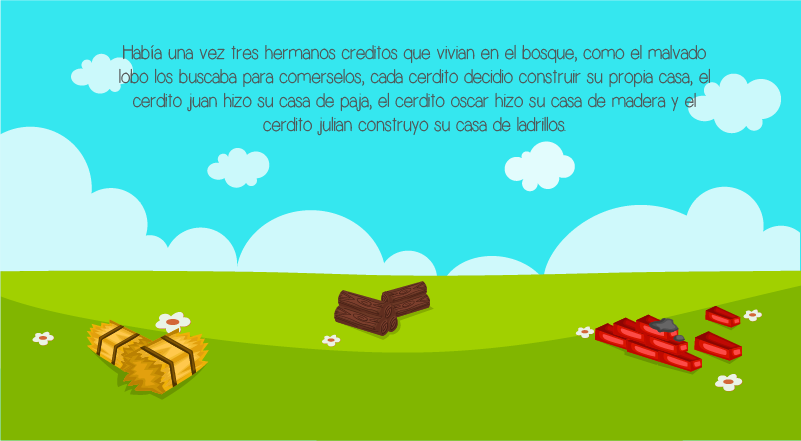 Había una vez tres hermanos creditos que vivian en el bosque, como el malvado
lobo los buscaba para comerselos, cada cerdito decidio construir su propia casa, el
cerdito juan hizo su casa de paja, el cerdito oscar hizo su casa de madera y el
cerdito julian construyo su casa de ladrillos.